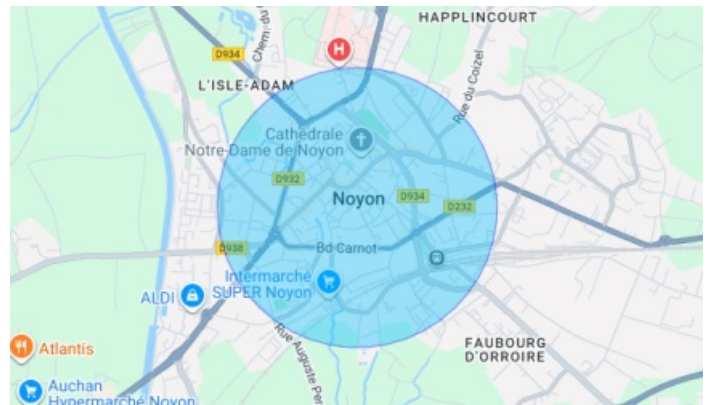 HAPPLINCOURT
Chem. du
D934
H
L'ISLE-ADAM
Rue du Coizel
Cathédrale
Notre-Dame de Noyon
D932
Noyon
D934
D232
D938
Bd Carnot
Intermarché
SUPER Noyon
ALDI
Rue Auguste Per
FAUBOURG
D'ORROIRE
Atlantis
Auchan
Hypermarché Noyon